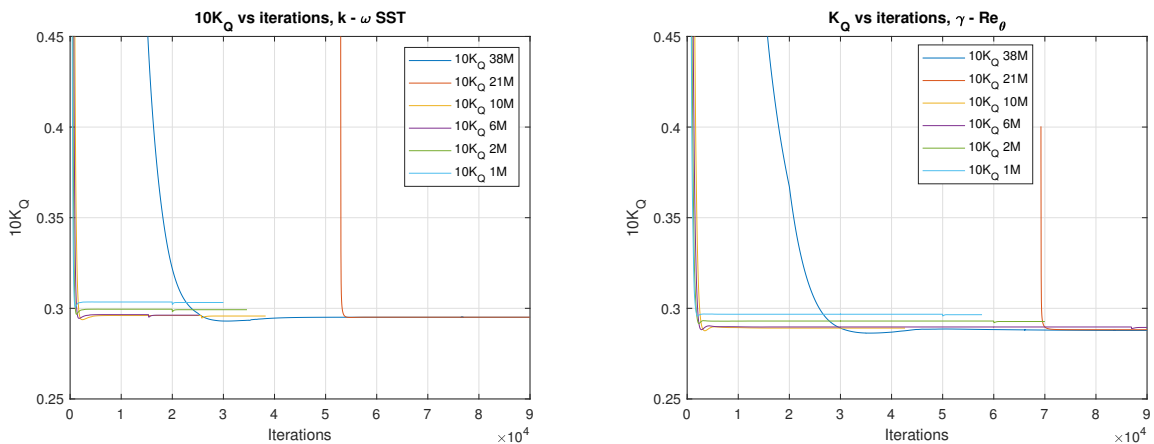 10K_Q vs iterations, k - ω SST
0.45
0.4
0.35
0.3
0.25
10K_Q
0 1 2 3 4 5 6 7 8 9
Iterations
×10^4
10K_Q 38M
10K_Q 21M
10K_Q 10M
10K_Q 6M
10K_Q 2M
10K_Q 1M
K_Q vs iterations, γ - Re_θ
0.45
0.4
0.35
0.3
0.25
10K_Q
0 1 2 3 4 5 6 7 8 9
Iterations
×10^4
10K_Q 38M
10K_Q 21M
10K_Q 10M
10K_Q 6M
10K_Q 2M
10K_Q 1M